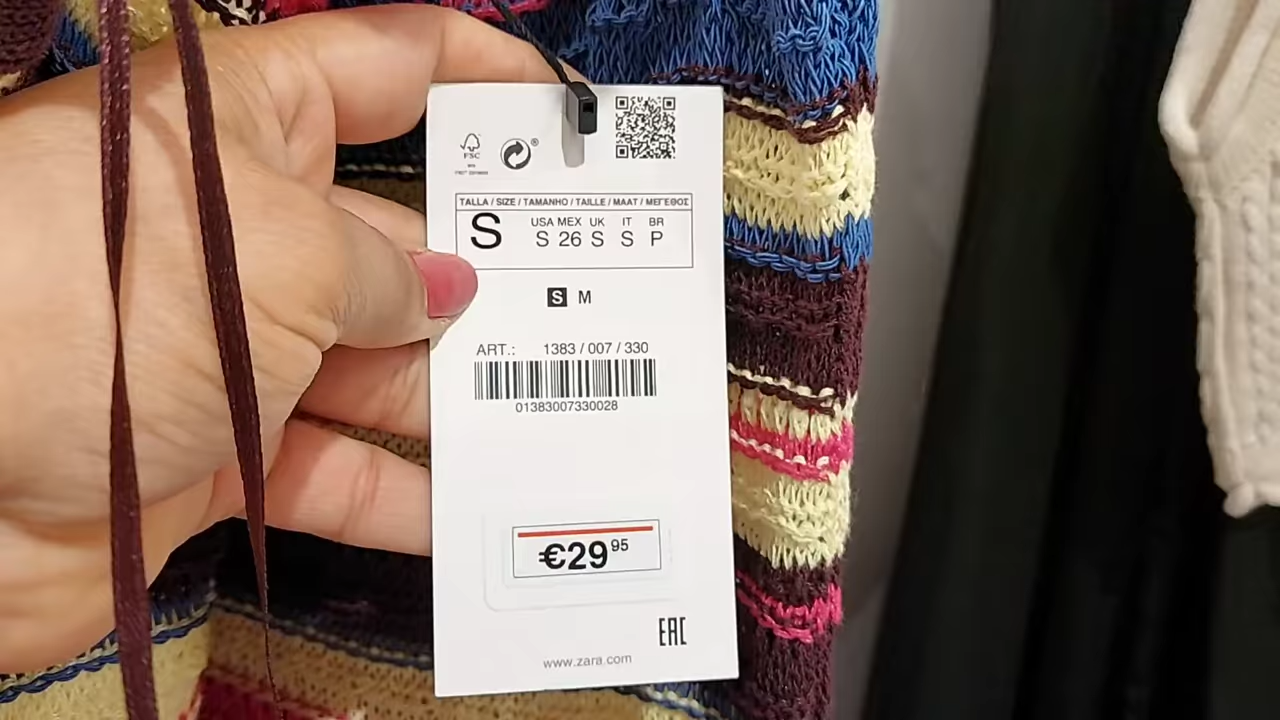 FSC
®
TALLA / SIZE / TAMANHO / TAILLE / MAAT / ΜΕΓΕΘΟΣ
USA MEX UK IT BR
S S 26 S S P
S M
ART.: 1383 / 007 / 330
01383007330028
€29 95
EAC
www.zara.com